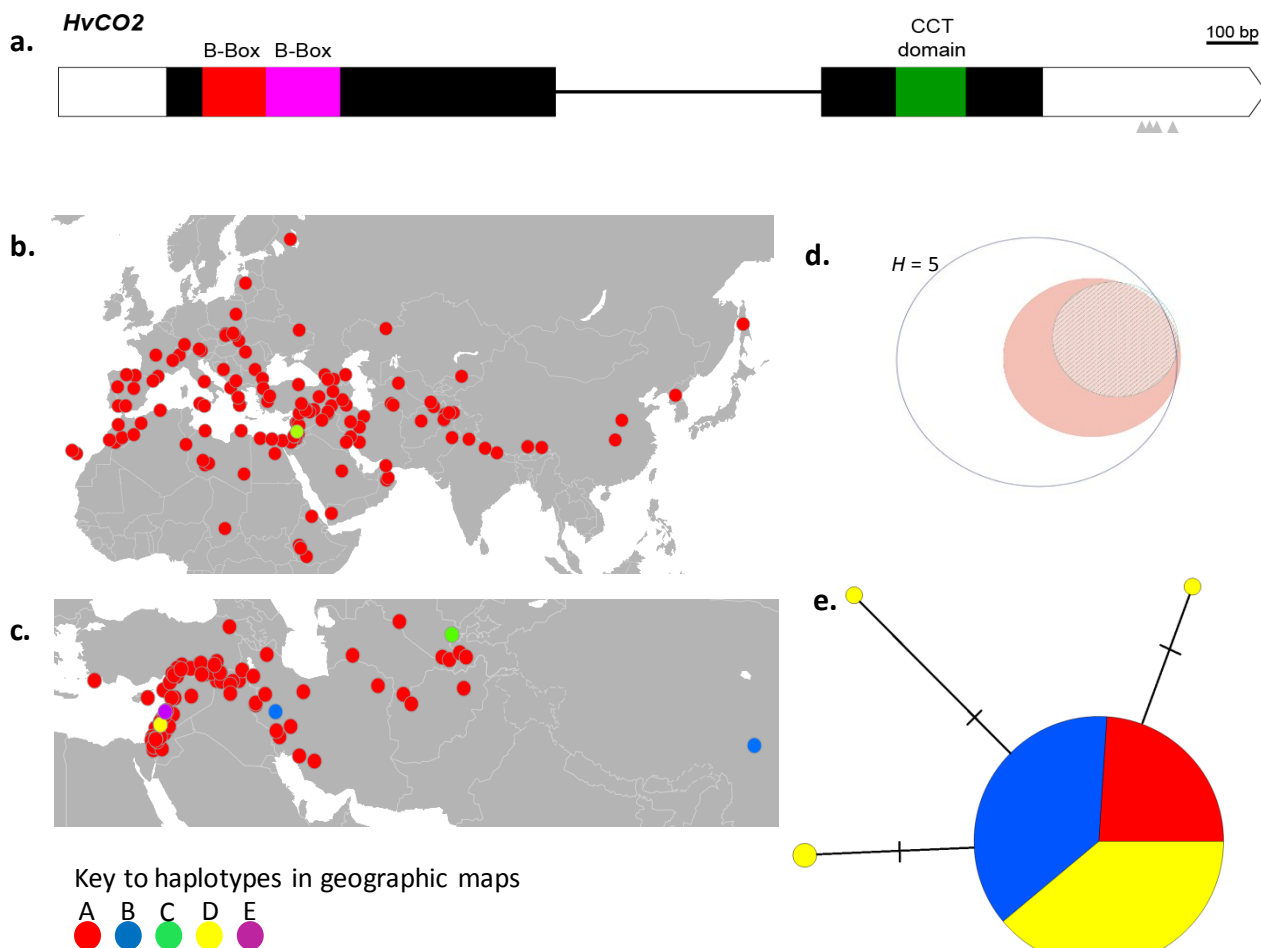 a.
HvCO2
B-Box B-Box
CCT
domain
100 bp
b.
d.
H = 5
c.
e.
Key to haplotypes in geographic maps
A B C D E